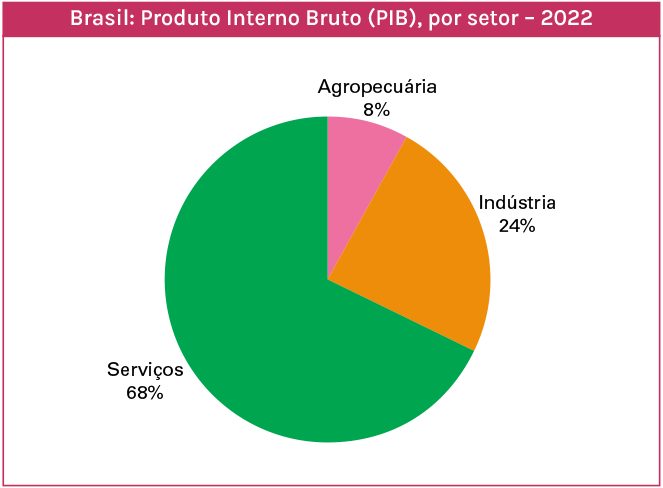 Brasil: Produto Interno Bruto (PIB), por setor – 2022
Agropecuária
8%
Indústria
24%
Serviços
68%